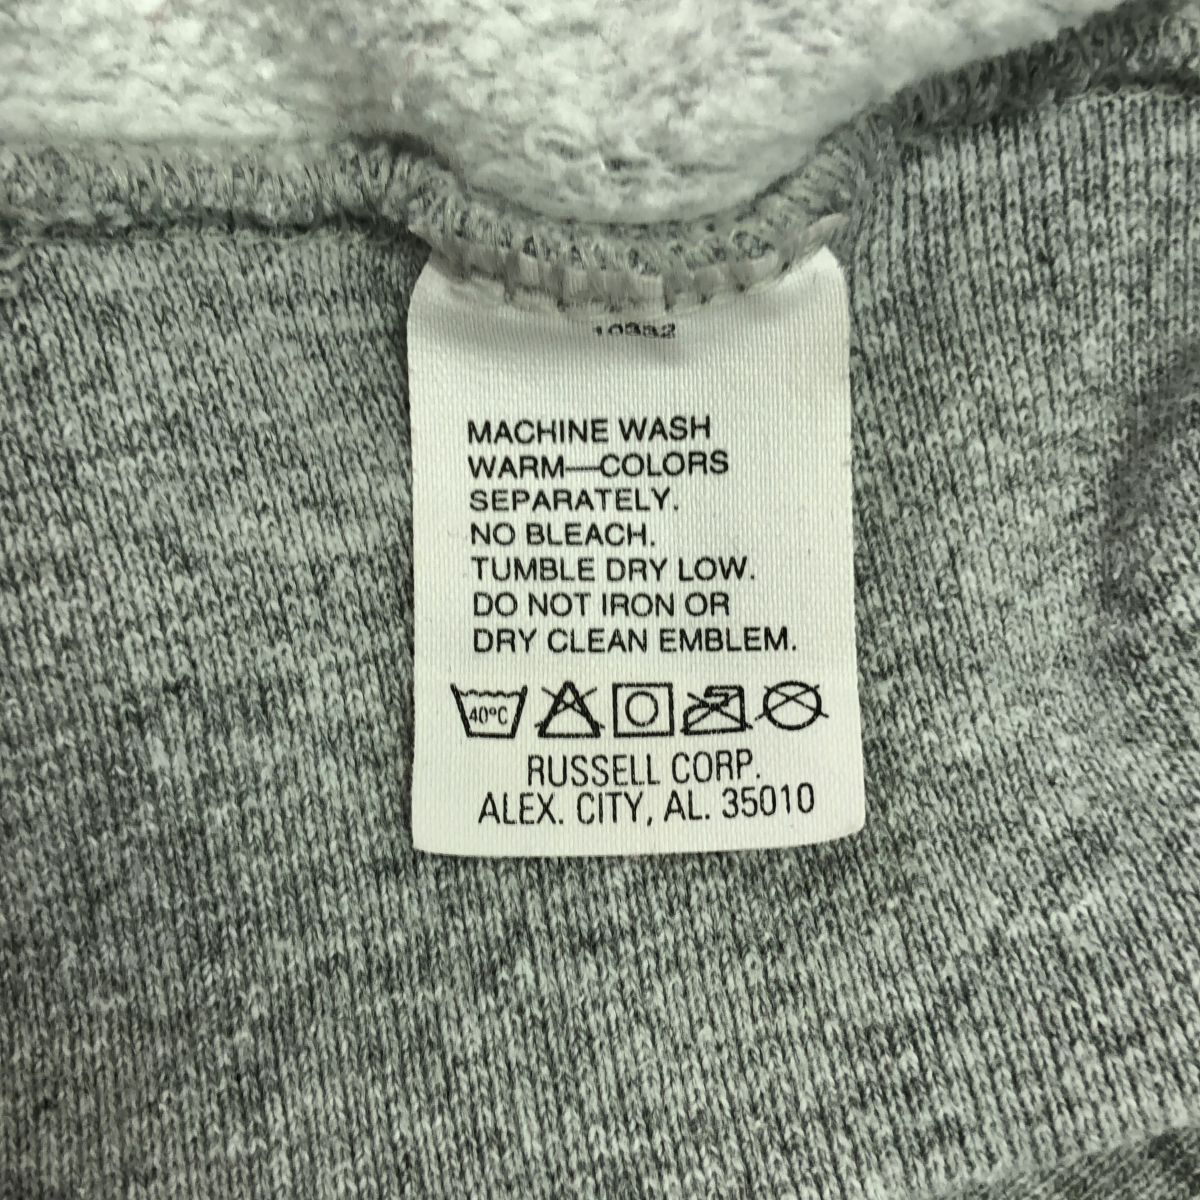 10332
MACHINE WASH
WARM—COLORS
SEPARATELY.
NO BLEACH.
TUMBLE DRY LOW.
DO NOT IRON OR
DRY CLEAN EMBLEM.
40°C
RUSSELL CORP.
ALEX. CITY, AL. 35010